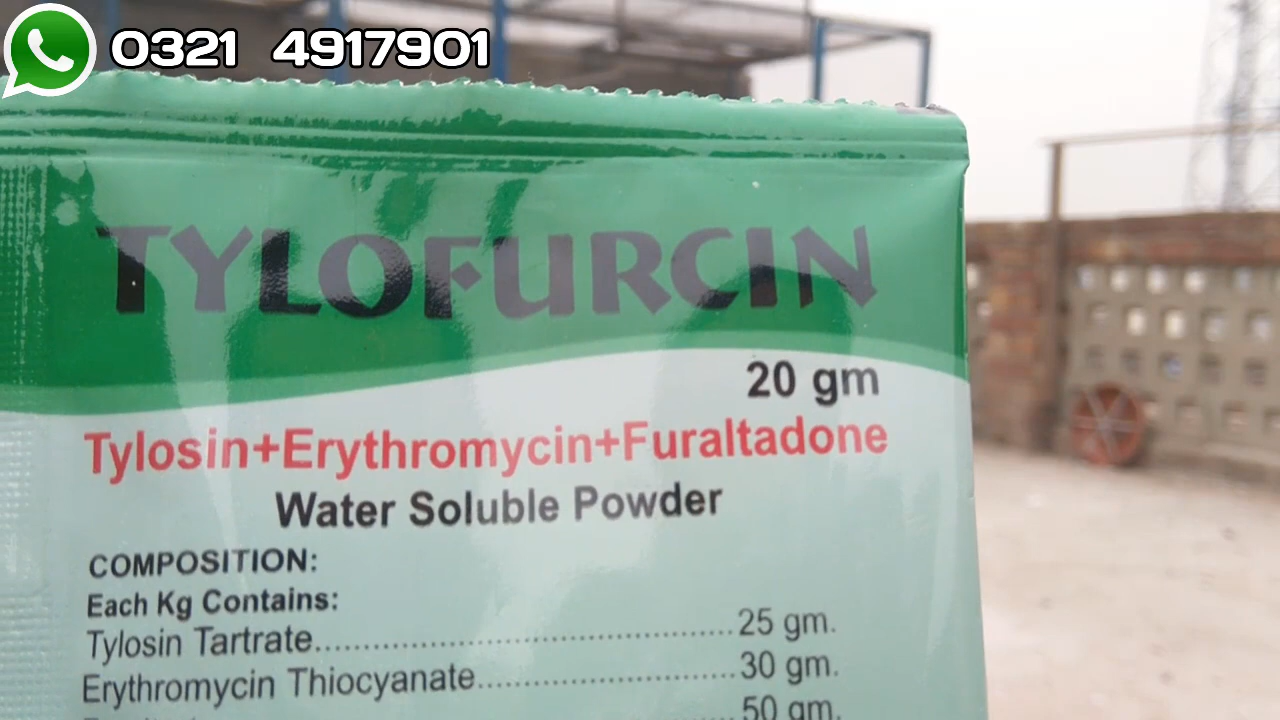 0321 4917901
TYLOFURCIN
20 gm
Tylosin+Erythromycin+Furaltadone
Water Soluble Powder
COMPOSITION:
Each Kg Contains:
Tylosin Tartrate..........................................25 gm.
Erythromycin Thiocyanate..........................30 gm.
50 gm.